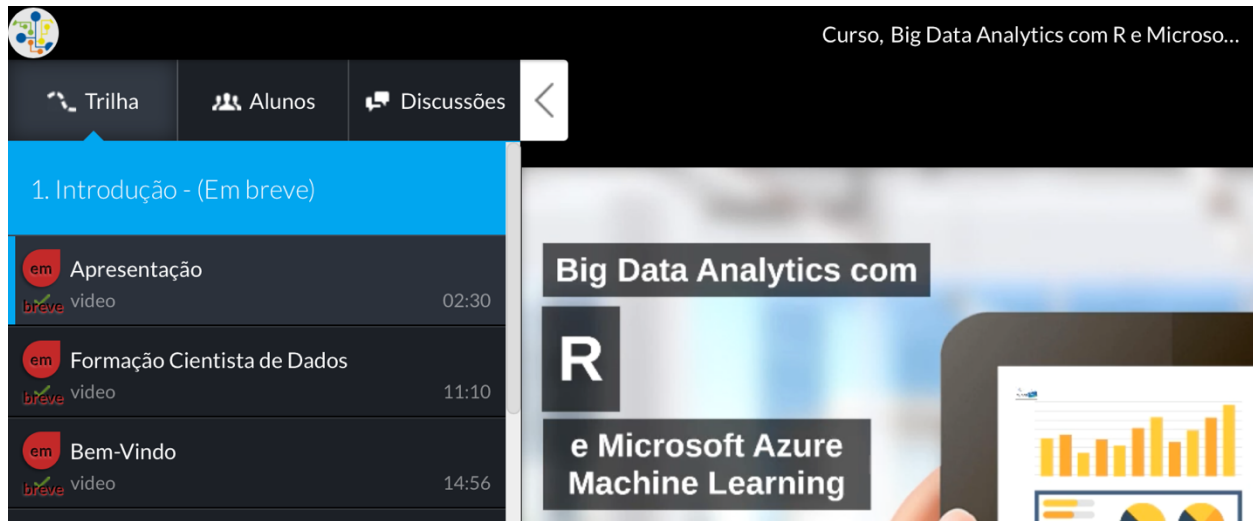 Curso, Big Data Analytics com R e Microso...
Trilha
Alunos
Discussões
1. Introdução - (Em breve)
em
breve
Apresentação
video
02:30
em
breve
Formação Cientista de Dados
video
11:10
em
breve
Bem-Vindo
video
14:56
Big Data Analytics com
R
e Microsoft Azure
Machine Learning